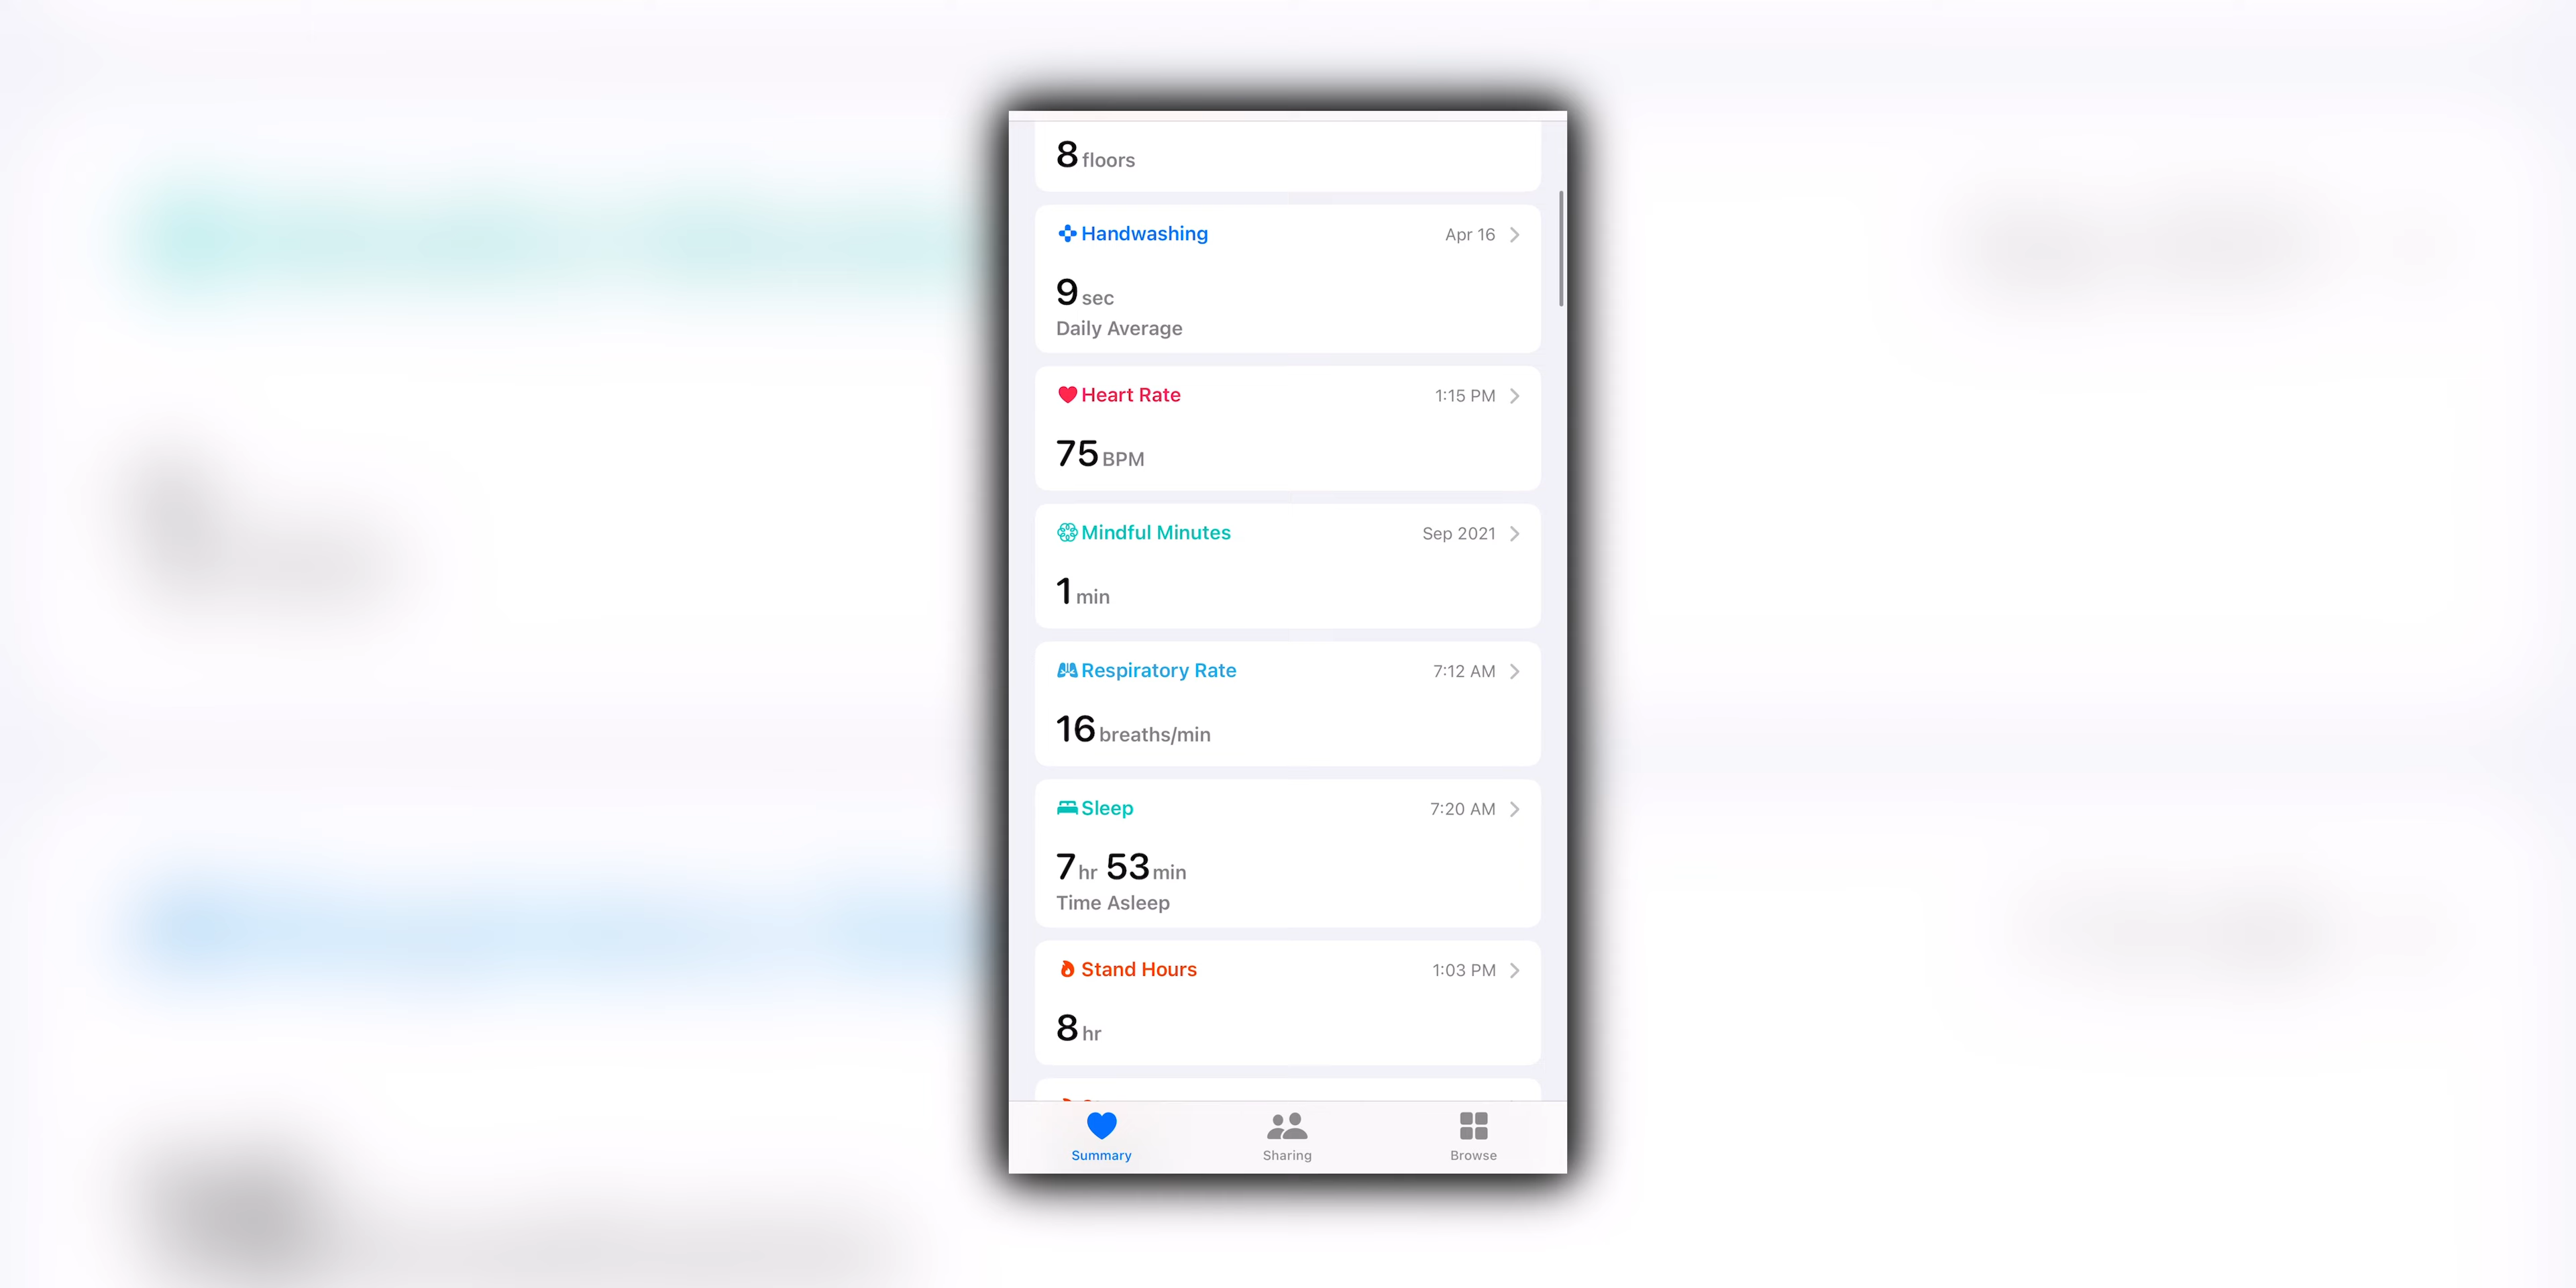 8 floors
Handwashing Apr 16
9 sec
Daily Average
Heart Rate 1:15 PM
75 BPM
Mindful Minutes Sep 2021
1 min
Respiratory Rate 7:12 AM
16 breaths/min
Sleep 7:20 AM
7 hr 53 min
Time Asleep
Stand Hours 1:03 PM
8 hr
Summary Sharing Browse